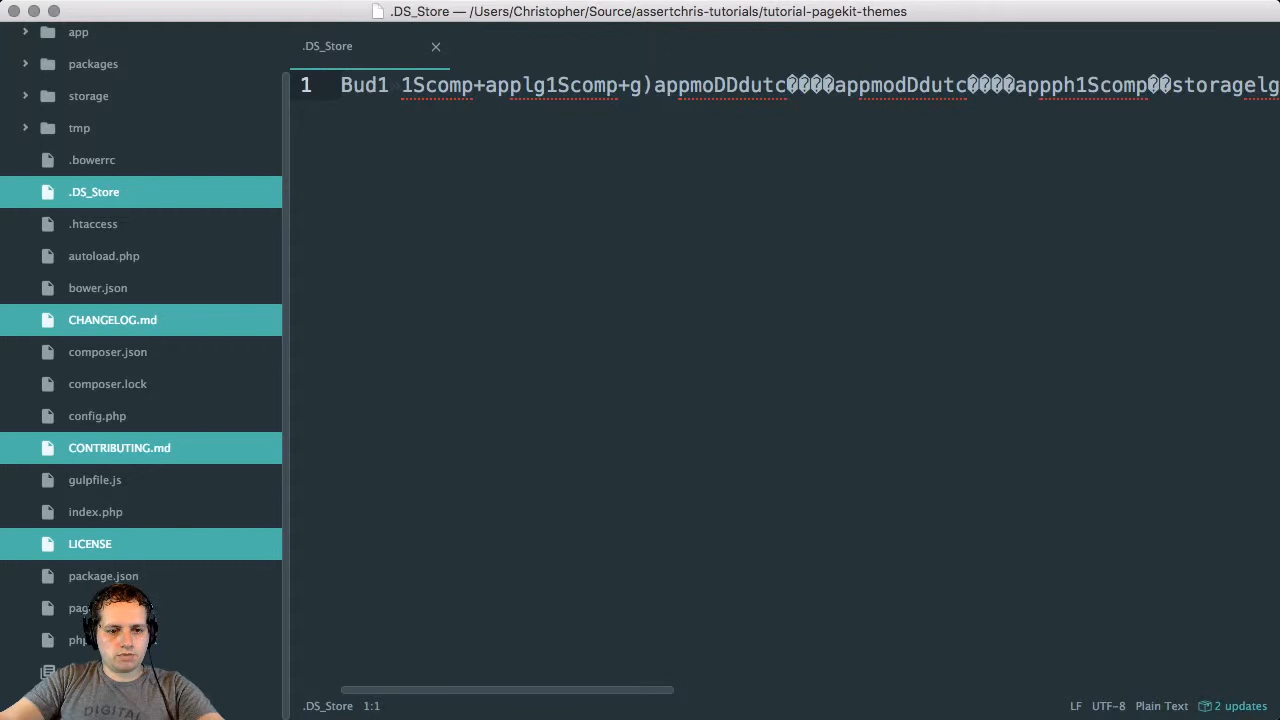 .DS_Store — /Users/Christopher/Source/assertchris-tutorials/tutorial-pagekit-themes
app
packages
storage
tmp
.bowerrc
.DS_Store
.htaccess
autoload.php
bower.json
CHANGELOG.md
composer.json
composer.lock
config.php
CONTRIBUTING.md
gulpfile.js
index.php
LICENSE
package.json
.DS_Store
1 Bud1 1Scomp+applg1Scomp+g)appmoDDdutc����appmodDdutc����appph1Scomp��storagelg
DIGITAL
.DS_Store 1:1
LF UTF-8 Plain Text 2 updates